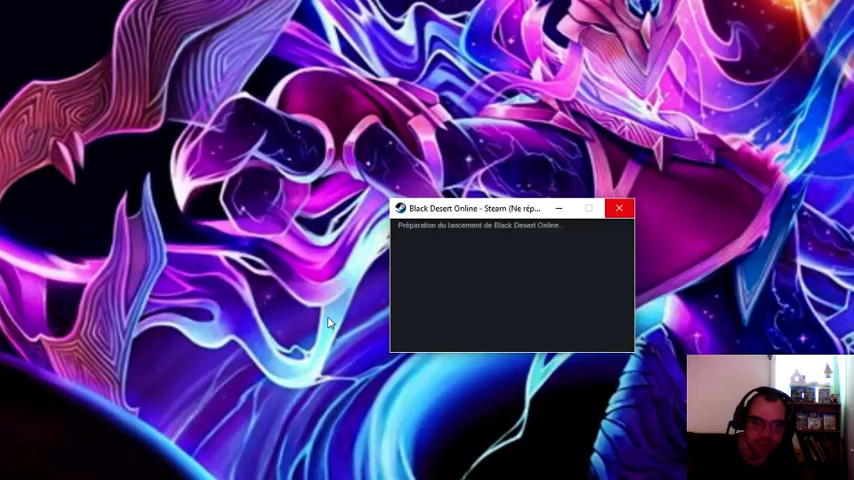 Black Desert Online - Steam (Ne rép...
Préparation du lancement de Black Desert Online...